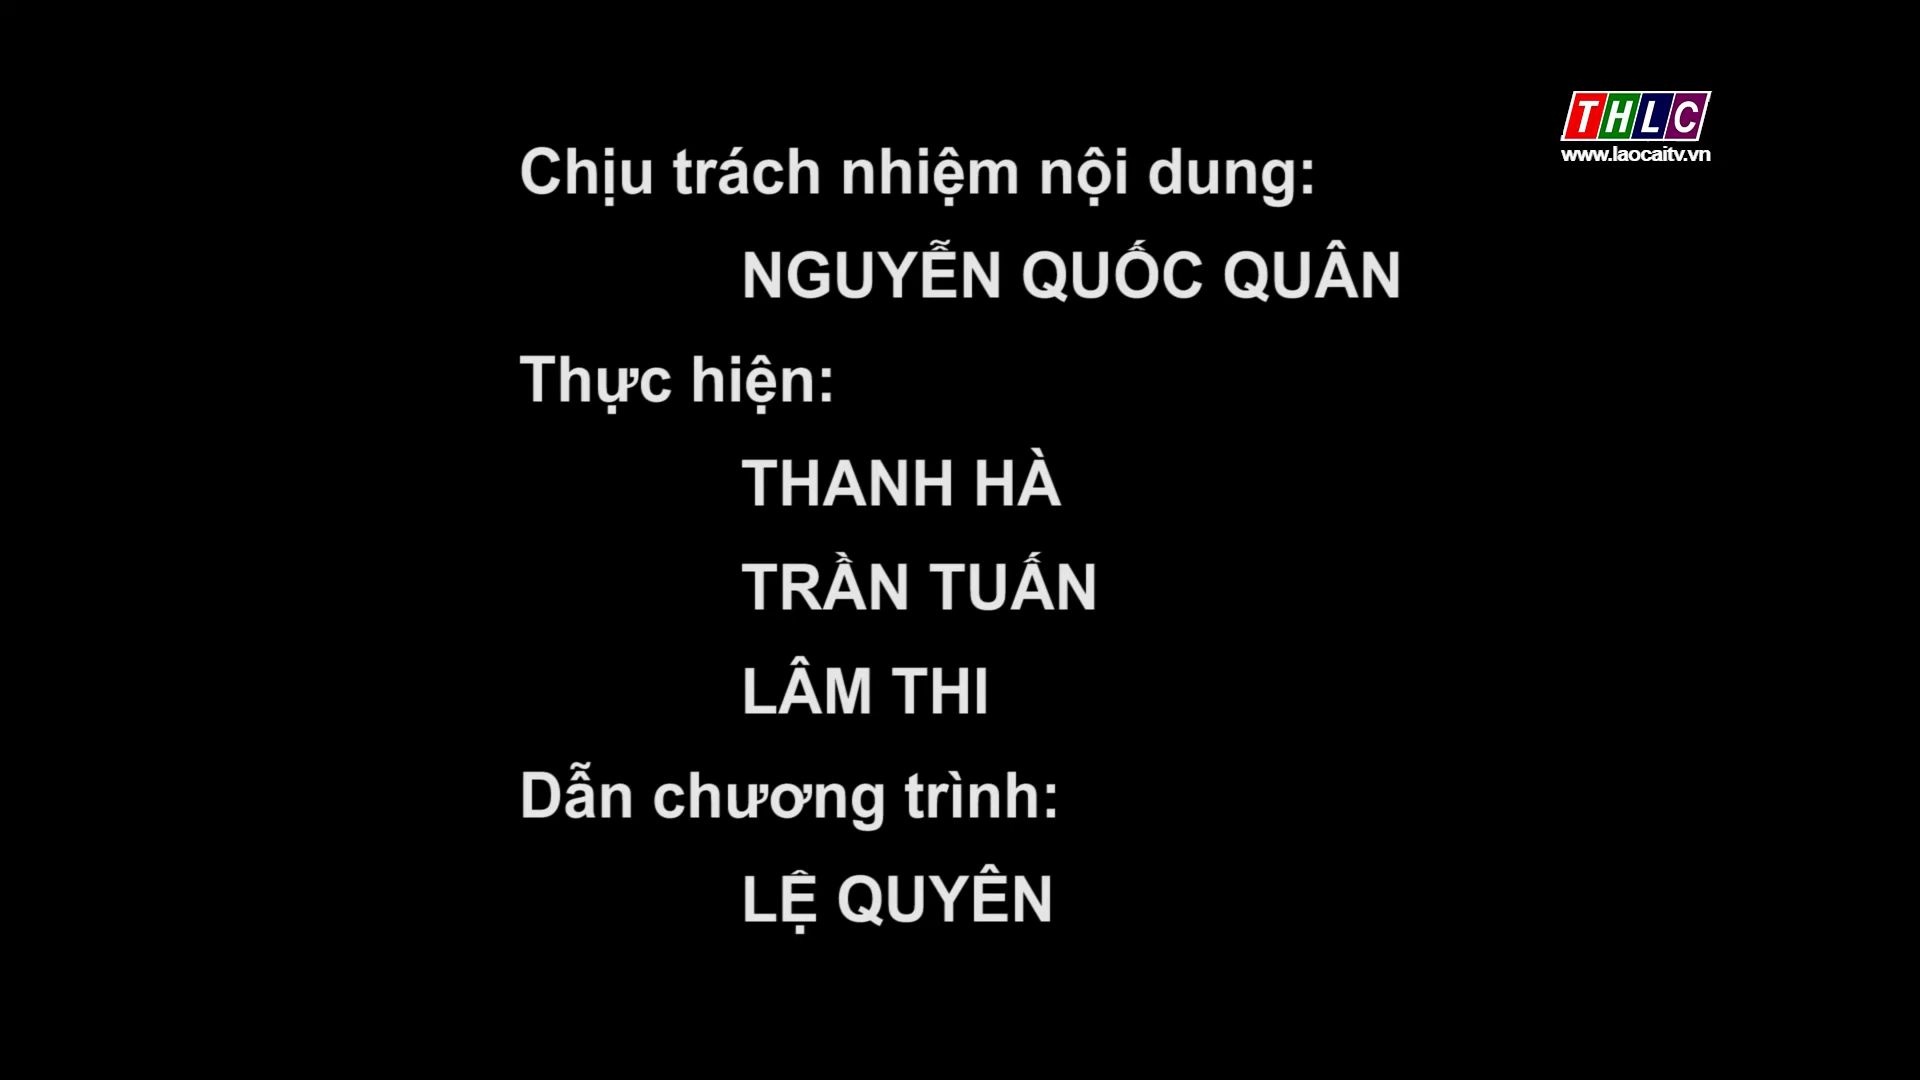 THLC
www.laocaitv.vn
Chịu trách nhiệm nội dung:
NGUYỄN QUỐC QUÂN
Thực hiện:
THANH HÀ
TRẦN TUẤN
LÂM THI
Dẫn chương trình:
LỆ QUYÊN